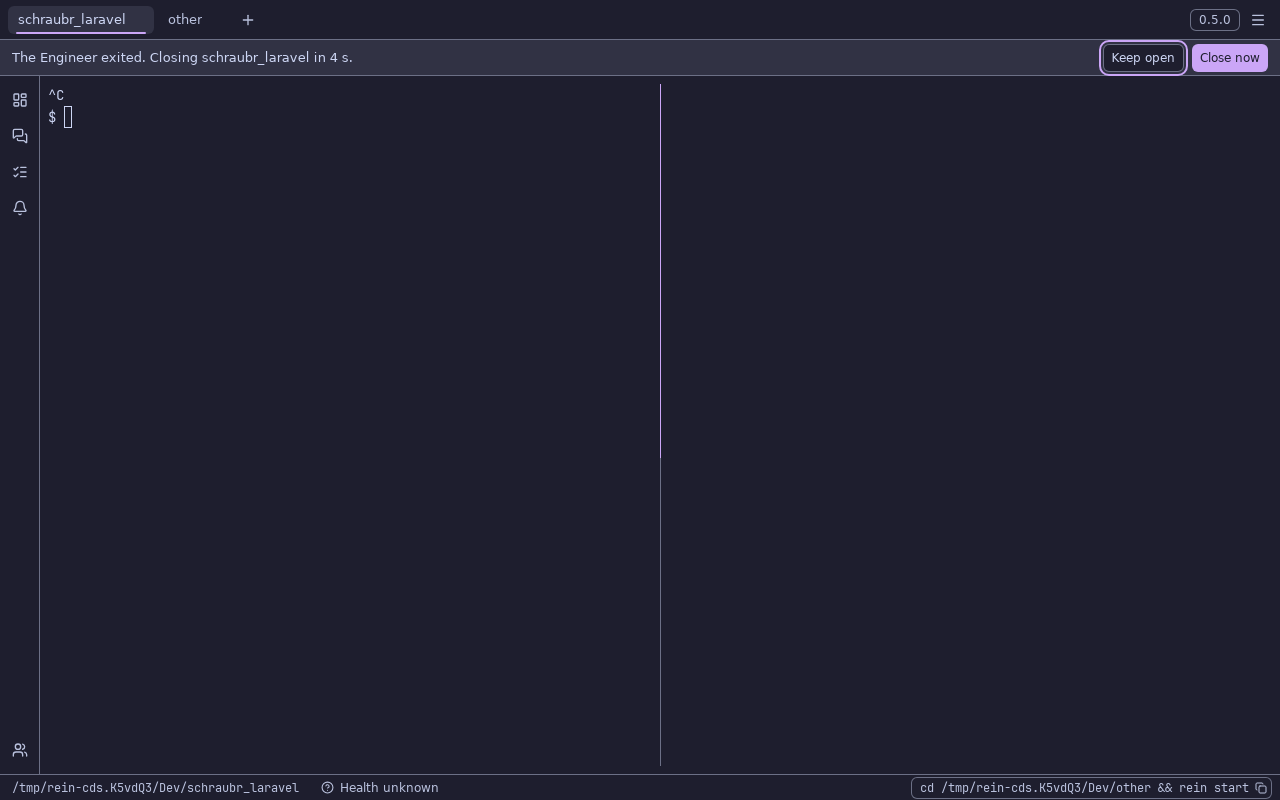 schraubr_laravel
other
0.5.0
The Engineer exited. Closing schraubr_laravel in 4 s.
Keep open
Close now
^C
$
/tmp/rein-cds.K5vdQ3/Dev/schraubr_laravel
Health unknown
cd /tmp/rein-cds.K5vdQ3/Dev/other && rein start